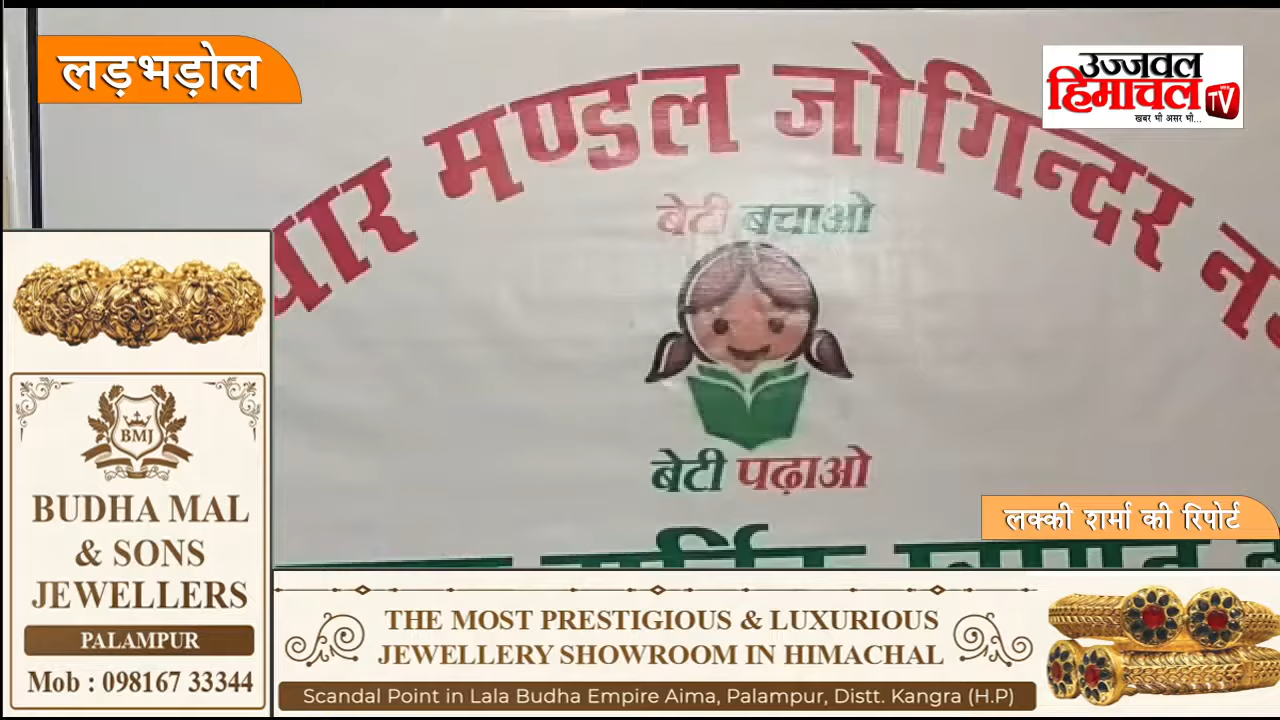 लड़भड़ोल
उज्जवल
हिमाचल
TV
खबर भी असर भी...
मण्डल जोगिन्दर
बेटी बचाओ
बेटी पढ़ाओ
लक्की शर्मा की रिपोर्ट
BMJ
BUDHA MAL
& SONS
JEWELLERS
PALAMPUR
Mob : 09816733344
THE MOST PRESTIGIOUS & LUXURIOUS
JEWELLERY SHOWROOM IN HIMACHAL
Scandal Point in Lala Budha Empire Aima, Palampur, Distt. Kangra (H.P)